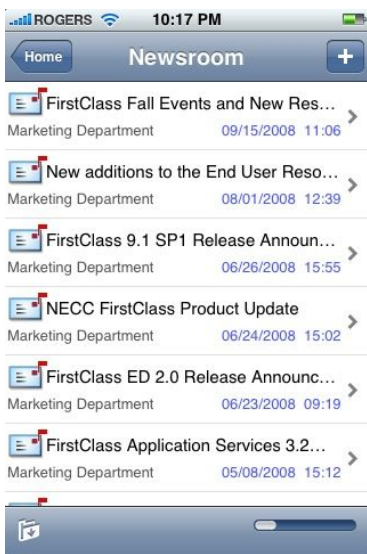 ROGERS 10:17 PM
Home Newsroom +
FirstClass Fall Events and New Res...
Marketing Department 09/15/2008 11:06
New additions to the End User Reso...
Marketing Department 08/01/2008 12:39
FirstClass 9.1 SP1 Release Announ...
Marketing Department 06/26/2008 15:55
NECC FirstClass Product Update
Marketing Department 06/24/2008 15:02
FirstClass ED 2.0 Release Announc...
Marketing Department 06/23/2008 09:19
FirstClass Application Services 3.2...
Marketing Department 05/08/2008 15:12